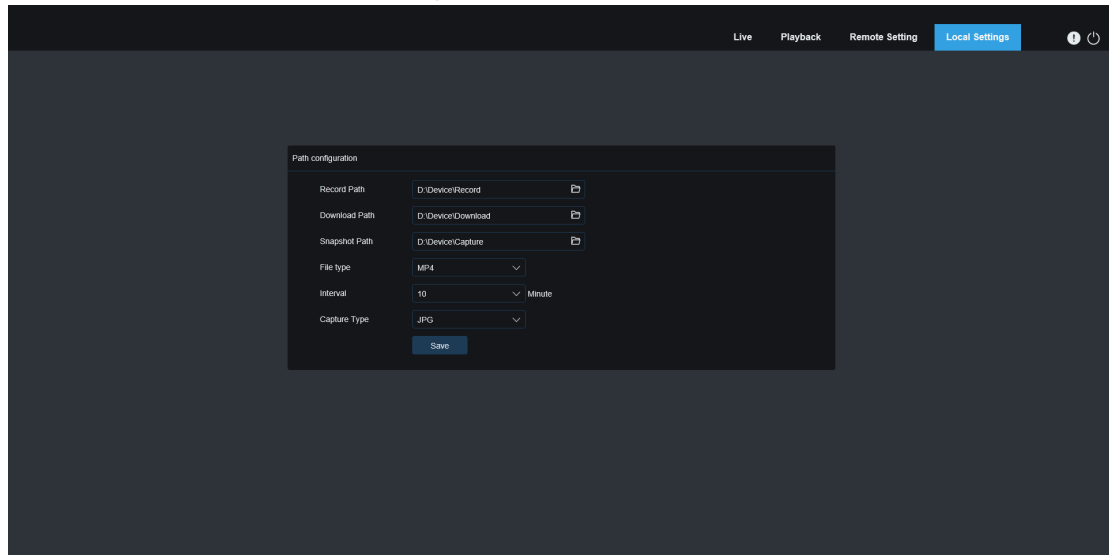 Live Playback Remote Setting Local Settings
Path configuration
Record Path D:\Device\Record
Download Path D:\Device\Download
Snapshot Path D:\Device\Capture
File type MP4
Interval 10 Minute
Capture Type JPG
Save